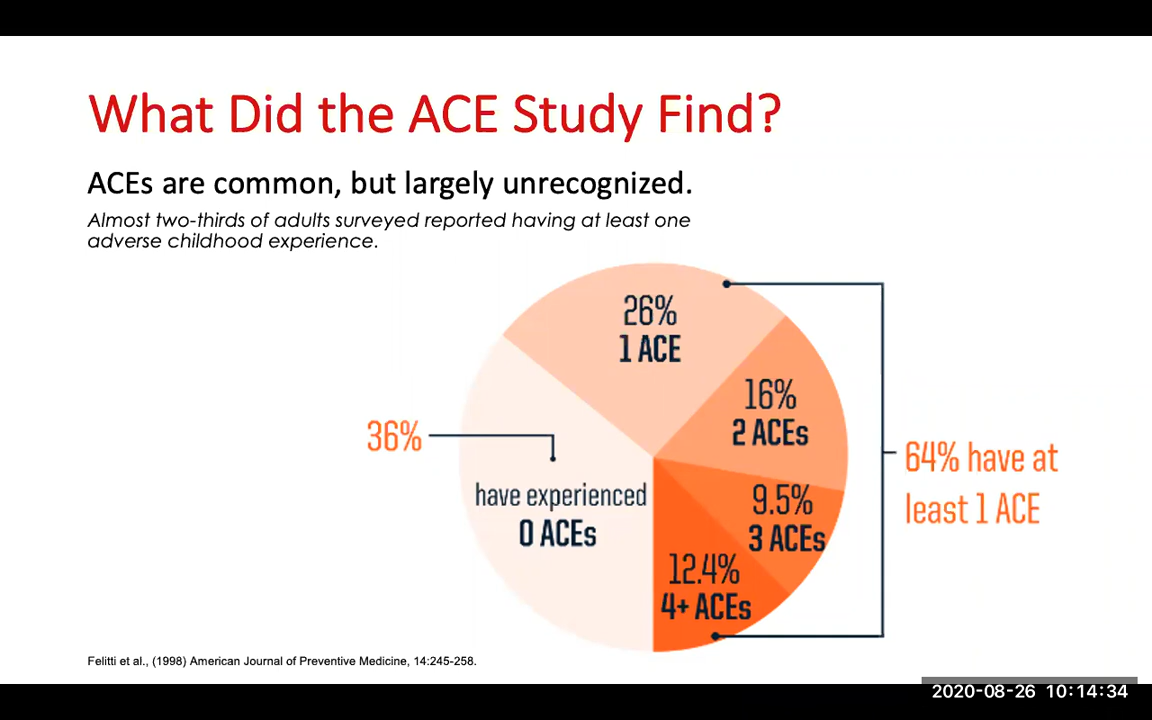 What Did the ACE Study Find?
ACEs are common, but largely unrecognized.
Almost two-thirds of adults surveyed reported having at least one
adverse childhood experience.
26%
1 ACE
16%
2 ACEs
36%
64% have at
least 1 ACE
have experienced
0 ACEs
9.5%
3 ACEs
12.4%
4+ ACEs
Felitti et al., (1998) American Journal of Preventive Medicine, 14:245-258.
2020-08-26 10:14:34